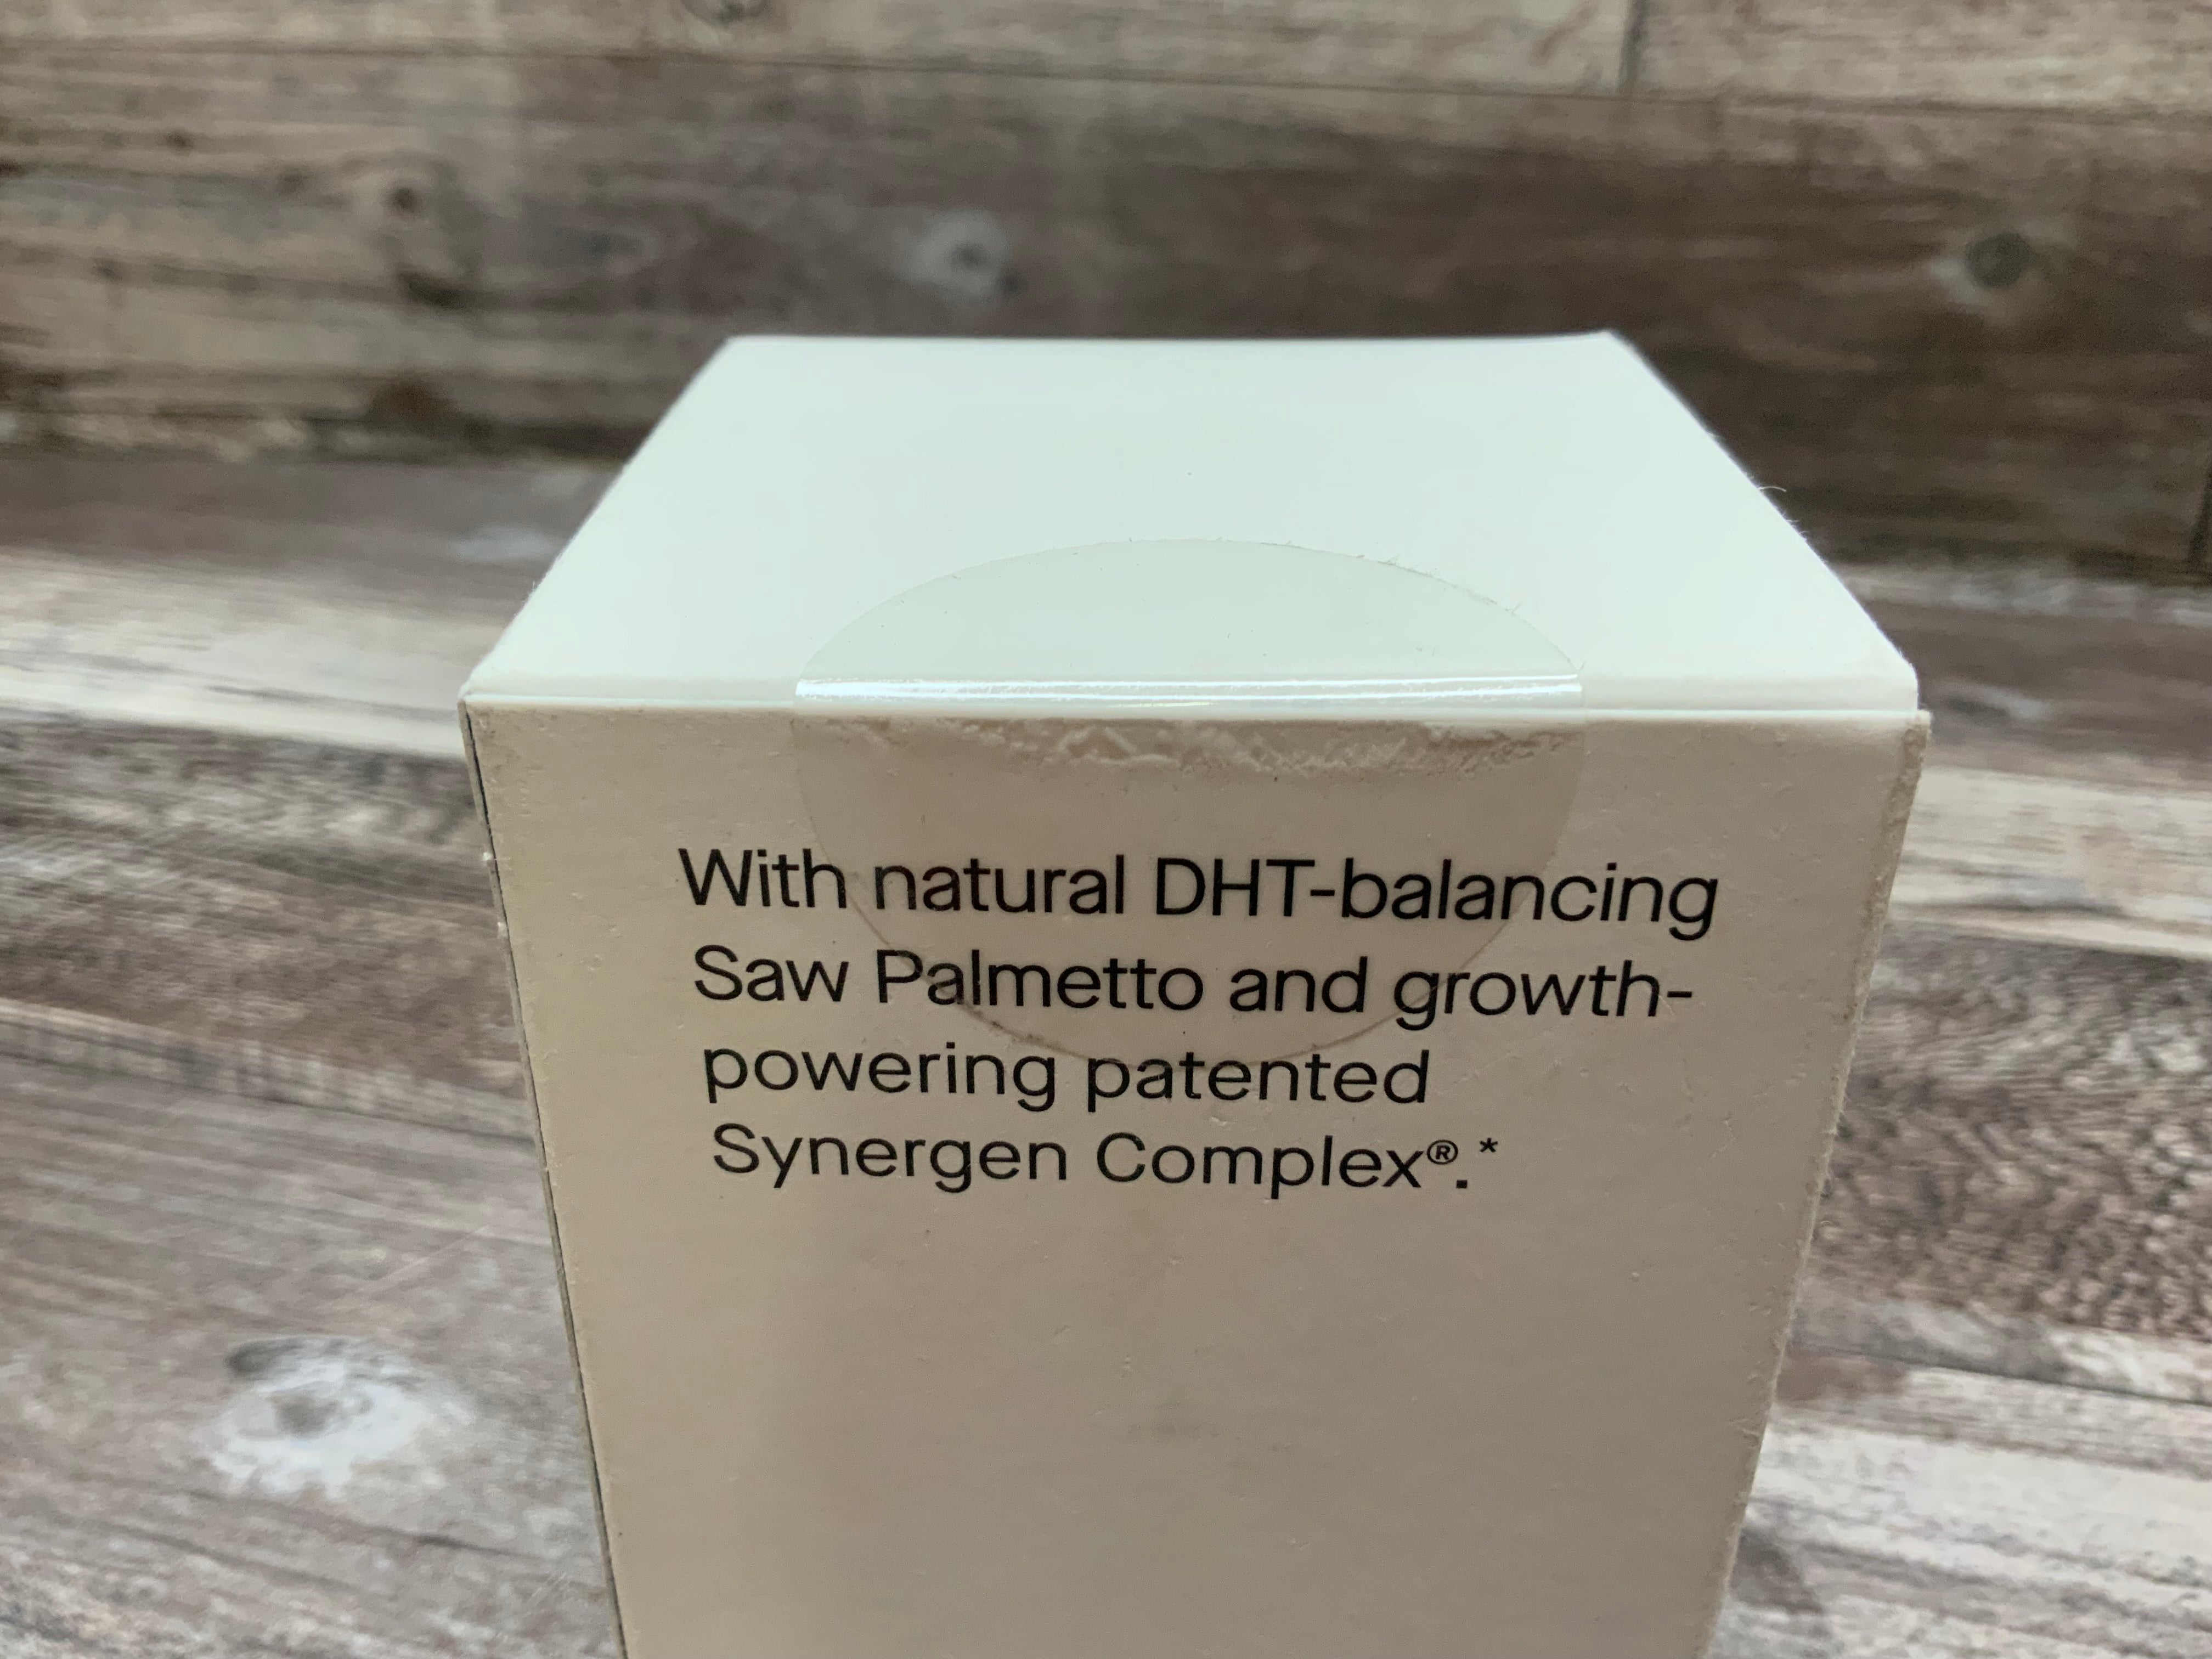 With natural DHT-balancing
Saw Palmetto and growth-
powering patented
Synergen Complex®.*